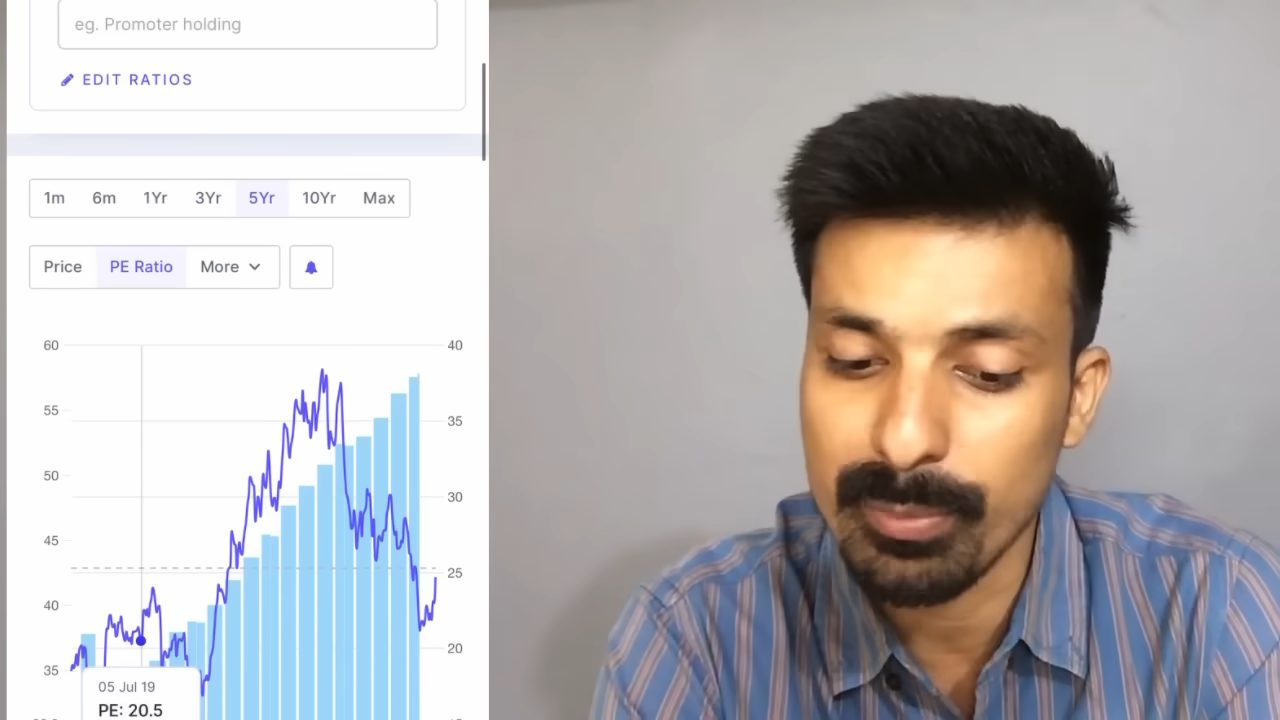 eg. Promoter holding
EDIT RATIOS
1m 6m 1Yr 3Yr 5Yr 10Yr Max
Price PE Ratio More
60 40
55 35
50 30
45 25
40 20
35
05 Jul 19
PE: 20.5